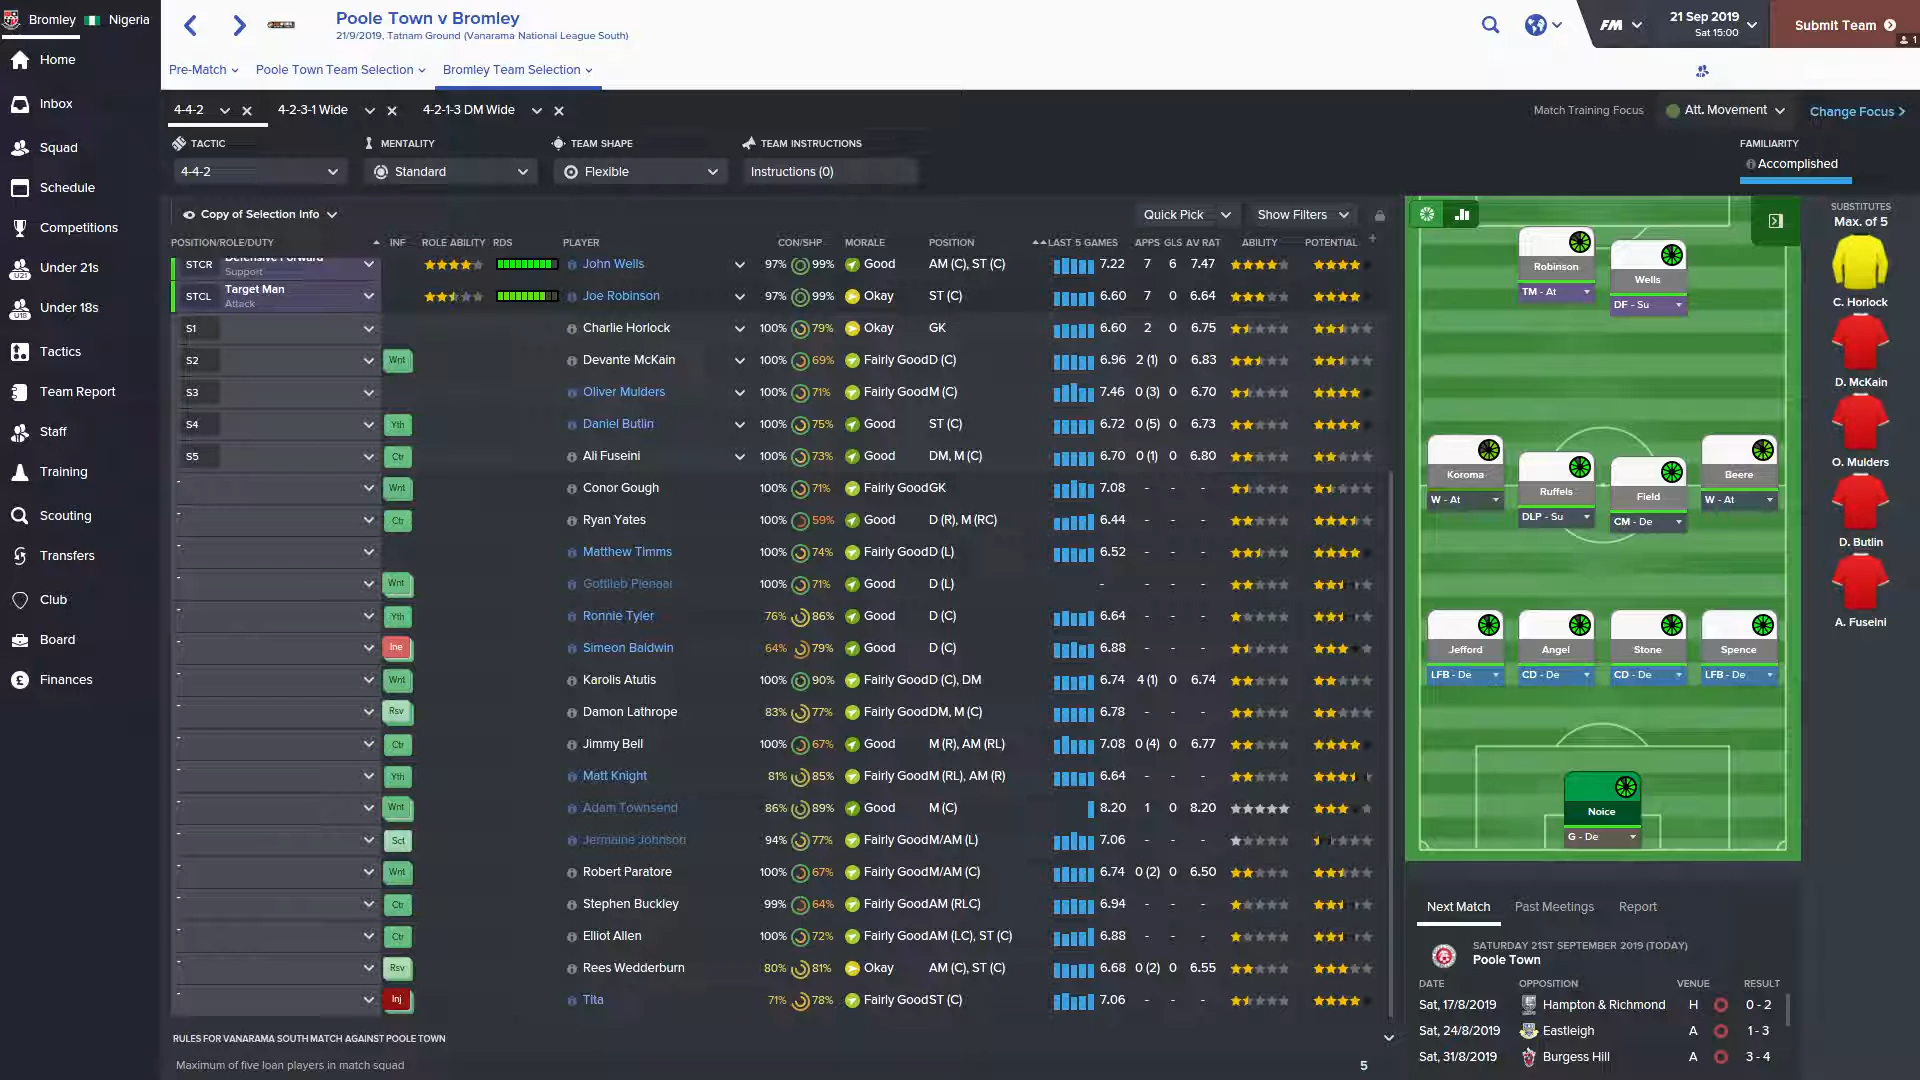 Bromley Nigeria
Home
Inbox
Squad
Schedule
Competitions
Under 21s
Under 18s
Tactics
Team Report
Staff
Training
Scouting
Transfers
Club
Board
Finances
Poole Town v Bromley
21/9/2019, Tatnam Ground (Vanarama National League South)
FM
21 Sep 2019
Sat 15:00
Submit Team
1
Pre-Match Poole Town Team Selection Bromley Team Selection
4-4-2 4-2-3-1 Wide 4-2-1-3 DM Wide
Match Training Focus Att. Movement Change Focus >
TACTIC MENTALITY TEAM SHAPE TEAM INSTRUCTIONS
4-4-2 Standard Flexible Instructions (0)
FAMILIARITY
Accomplished
Copy of Selection Info Quick Pick Show Filters
POSITION/ROLE/DUTY INF ROLE ABILITY RDS PLAYER CON/SHP MORALE POSITION LAST 5 GAMES APPS GLS AV RAT ABILITY POTENTIAL
STCR Defensive Forward Support John Wells 97% 99% Good AM (C), ST (C) 7.22 7 6 7.47
STCL Target Man Attack Joe Robinson 97% 99% Okay ST (C) 6.60 7 0 6.64
S1 Charlie Horlock 100% 79% Okay GK 6.60 2 0 6.75
S2 Wnt Devante McKain 100% 69% Fairly Good D (C) 6.96 2 (1) 0 6.83
S3 Oliver Mulders 100% 71% Fairly Good M (C) 7.46 0 (3) 0 6.70
S4 Yth Daniel Butlin 100% 75% Good ST (C) 6.72 0 (5) 0 6.73
S5 Ctr Ali Fuseini 100% 73% Good DM, M (C) 6.70 0 (1) 0 6.80
- Wnt Conor Gough 100% 71% Fairly Good GK 7.08 - - -
- Ctr Ryan Yates 100% 59% Good D (R), M (RC) 6.44 - - -
- Matthew Timms 100% 74% Fairly Good D (L) 6.52 - - -
- Wnt Gottlieb Pienaar 100% 71% Good D (L) - - - -
- Yth Ronnie Tyler 76% 86% Good D (C) 6.64 - - -
- Ine Simeon Baldwin 64% 79% Good D (C) 6.88 - - -
- Wnt Karolis Atutis 100% 90% Fairly Good D (C), DM 6.74 4 (1) 0 6.74
- Rsv Damon Lathrope 83% 77% Fairly Good DM, M (C) 6.78 - - -
- Ctr Jimmy Bell 100% 67% Good M (R), AM (RL) 7.08 0 (4) 0 6.77
- Yth Matt Knight 81% 85% Fairly Good M (RL), AM (R) 6.64 - - -
- Wnt Adam Townsend 86% 89% Good M (C) 8.20 1 0 8.20
- Sct Jermaine Johnson 94% 77% Fairly Good M/AM (L) 7.06 - - -
- Wnt Robert Paratore 100% 67% Fairly Good M/AM (C) 6.74 0 (2) 0 6.50
- Ctr Stephen Buckley 99% 64% Fairly Good AM (RLC) 6.94 - - -
- Ctr Elliot Allen 100% 72% Fairly Good AM (LC), ST (C) 6.88 - - -
- Rsv Rees Wedderburn 80% 81% Okay AM (C), ST (C) 6.68 0 (2) 0 6.55
- Inj Tita 71% 78% Fairly Good ST (C) 7.06 - - -
RULES FOR VANARAMA SOUTH MATCH AGAINST POOLE TOWN
Maximum of five loan players in match squad 5
Robinson Wells
TM - At DF - Su
Koroma Ruffels Field Beere
W - At DLP - Su CM - De W - At
Jefford Angel Stone Spence
LFB - De CD - De CD - De LFB - De
Noice
G - De
SUBSTITUTES
Max. of 5
C. Horlock
D. McKain
O. Mulders
D. Butlin
A. Fuseini
Next Match Past Meetings Report
SATURDAY 21ST SEPTEMBER 2019 (TODAY)
Poole Town
DATE OPPOSITION VENUE RESULT
Sat, 17/8/2019 Hampton & Richmond H 0 - 2
Sat, 24/8/2019 Eastleigh A 1 - 3
Sat, 31/8/2019 Burgess Hill A 3 - 4